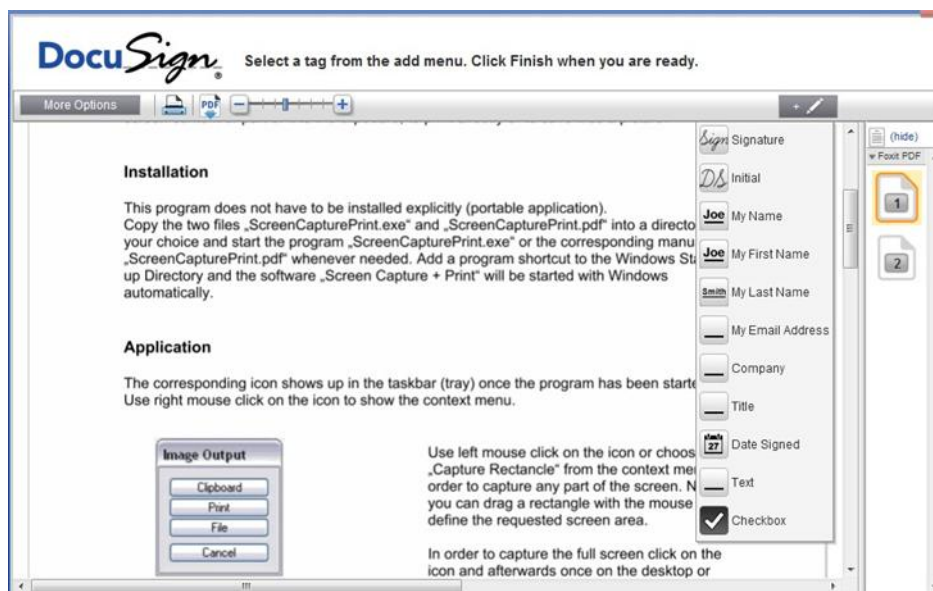 DocuSign®
Select a tag from the add menu. Click Finish when you are ready.
More Options
PDF
+
(hide)
Foxit PDF
1
2
Installation
This program does not have to be installed explicitly (portable application).
Copy the two files „ScreenCapturePrint.exe“ and „ScreenCapturePrint.pdf“ into a directo
your choice and start the program „ScreenCapturePrint.exe“ or the corresponding manu
„ScreenCapturePrint.pdf“ whenever needed. Add a program shortcut to the Windows Sta
up Directory and the software „Screen Capture + Print“ will be started with Windows
automatically.
Application
The corresponding icon shows up in the taskbar (tray) once the program has been starte
Use right mouse click on the icon to show the context menu.
Image Output
Clipboard
Print
File
Cancel
Use left mouse click on the icon or choos
„Capture Rectancle“ from the context me
order to capture any part of the screen. N
you can drag a rectangle with the mouse
define the requested screen area.
In order to capture the full screen click on the
icon and afterwards once on the desktop or
Sign Signature
DS Initial
Joe My Name
Joe My First Name
Smith My Last Name
My Email Address
Company
Title
27 Date Signed
Text
Checkbox